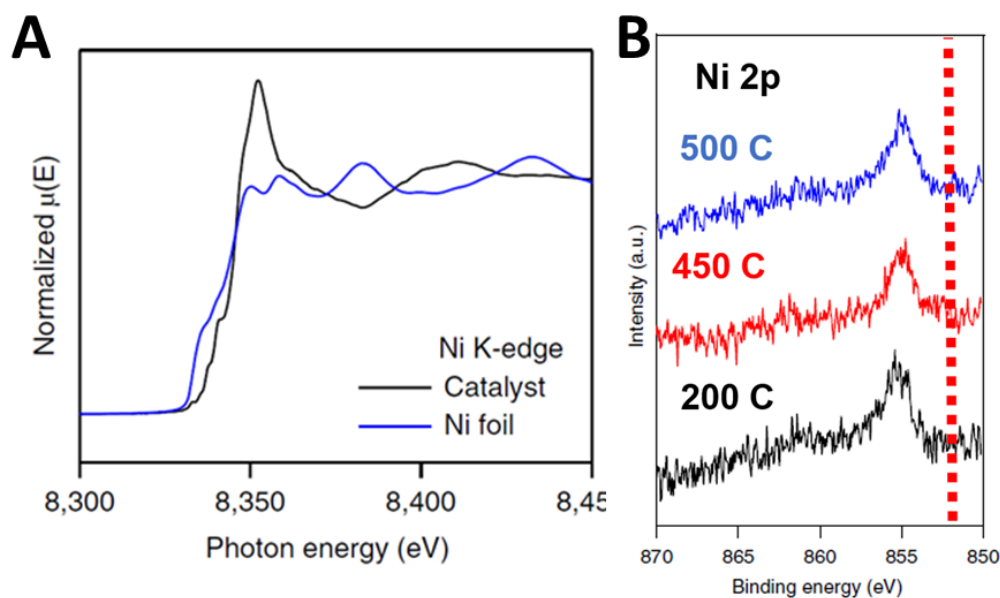 A
Normalized μ(E)
Ni K-edge
Catalyst
Ni foil
8,300
8,350
8,400
8,45
Photon energy (eV)
B
Ni 2p
500 C
450 C
200 C
Intensity (a.u.)
870
865
860
855
850
Binding energy (eV)